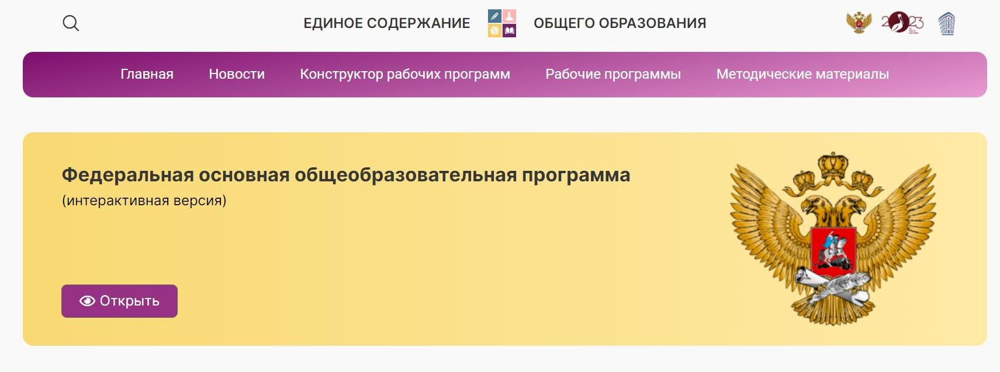 ЕДИНОЕ СОДЕРЖАНИЕ ОБЩЕГО ОБРАЗОВАНИЯ
2023
Главная Новости Конструктор рабочих программ Рабочие программы Методические материалы
Федеральная основная общеобразовательная программа
(интерактивная версия)
Открыть